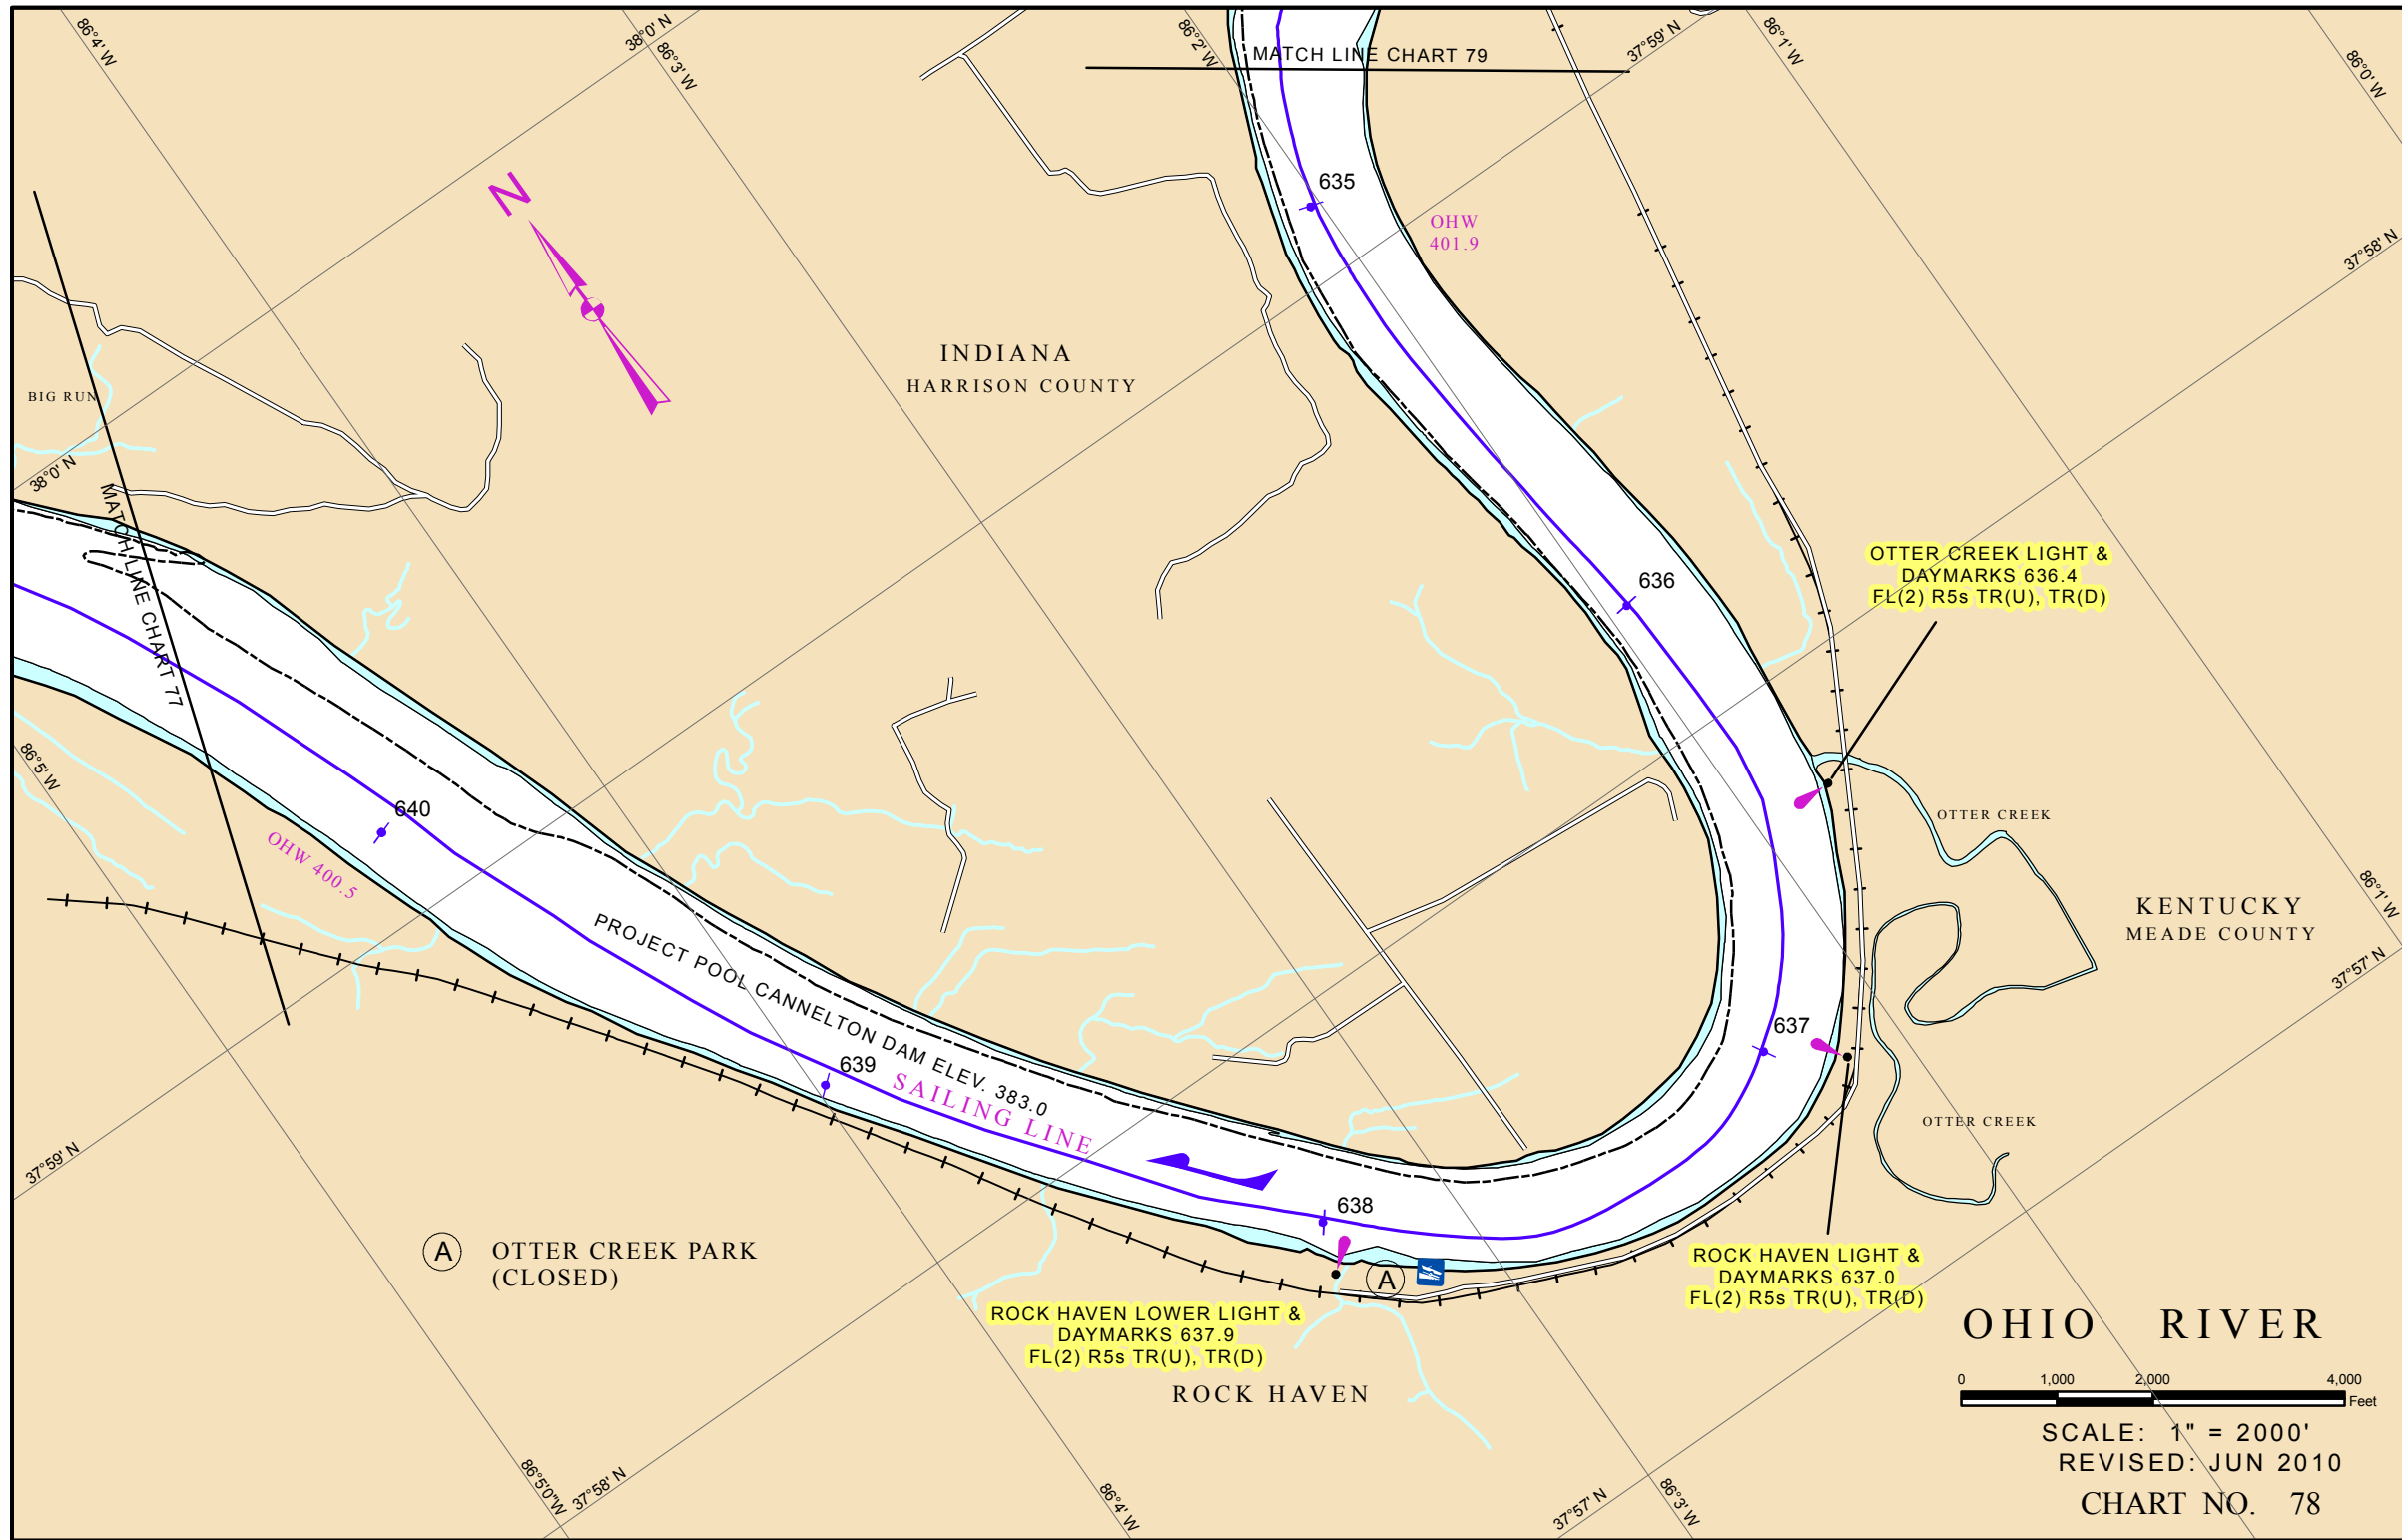 86°4' W
38°0' N
86°3' W
86°2' W
MATCH LINE CHART 79
37°59' N
86°1' W
86°0' W
N
635
OHW
401.9
37°58' N
INDIANA
HARRISON COUNTY
BIG RUN
38°0' N
MATCH LINE CHART 77
636
OTTER CREEK LIGHT &
DAYMARKS 636.4
FL(2) R5s TR(U), TR(D)
86°5' W
640
OHW 400.5
OTTER CREEK
KENTUCKY
MEADE COUNTY
86°1' W
37°57' N
PROJECT POOL CANNELTON DAM ELEV. 383.0
637
639
SAILING LINE
OTTER CREEK
37°59' N
638
A
OTTER CREEK PARK
(CLOSED)
A
ROCK HAVEN LIGHT &
DAYMARKS 637.0
FL(2) R5s TR(U), TR(D)
ROCK HAVEN LOWER LIGHT &
DAYMARKS 637.9
FL(2) R5s TR(U), TR(D)
ROCK HAVEN
OHIO RIVER
0 1,000 2,000 4,000
Feet
SCALE: 1" = 2000'
REVISED: JUN 2010
CHART NO. 78
86°5'0"W
37°58' N
86°4' W
37°57' N
86°3' W